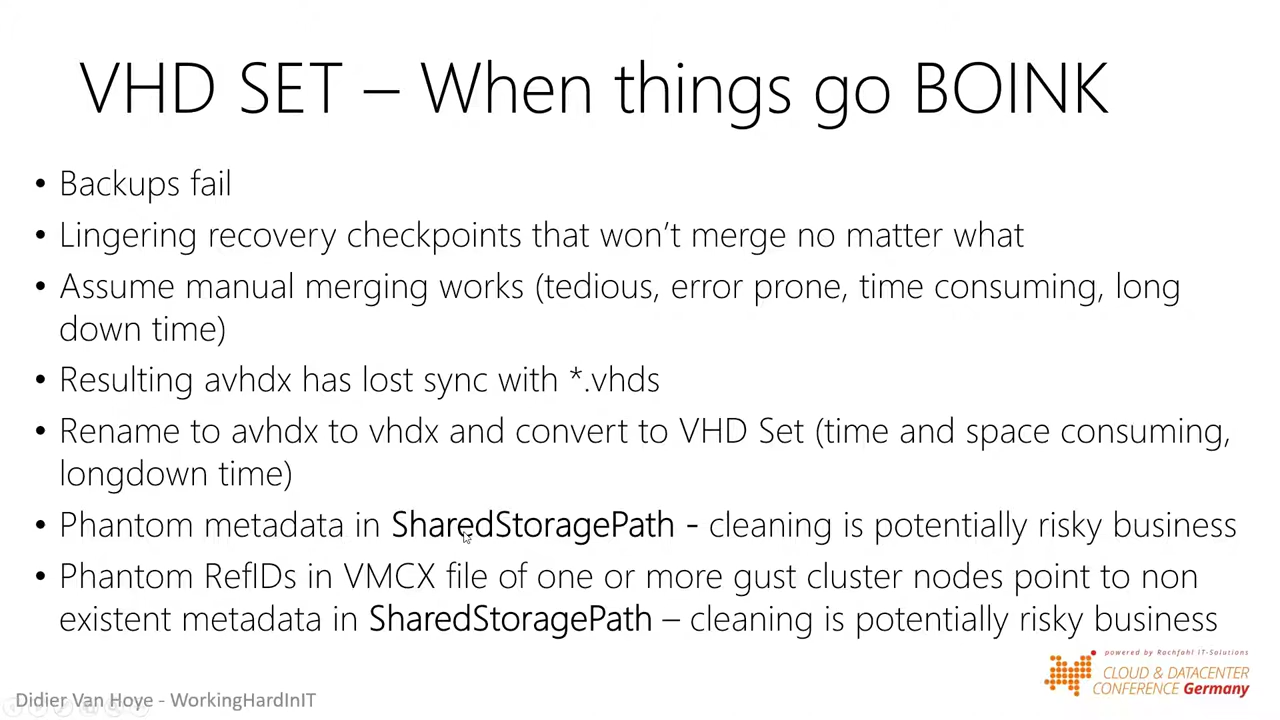 VHD SET – When things go BOINK
• Backups fail
• Lingering recovery checkpoints that won't merge no matter what
• Assume manual merging works (tedious, error prone, time consuming, long
down time)
• Resulting avhdx has lost sync with *.vhds
• Rename to avhdx to vhdx and convert to VHD Set (time and space consuming,
longdown time)
• Phantom metadata in SharedStoragePath - cleaning is potentially risky business
• Phantom RefIDs in VMCX file of one or more gust cluster nodes point to non
existent metadata in SharedStoragePath – cleaning is potentially risky business
powered by Rachfahl IT-Solutions
CLOUD & DATACENTER
CONFERENCE Germany
Didier Van Hoye - WorkingHardInIT